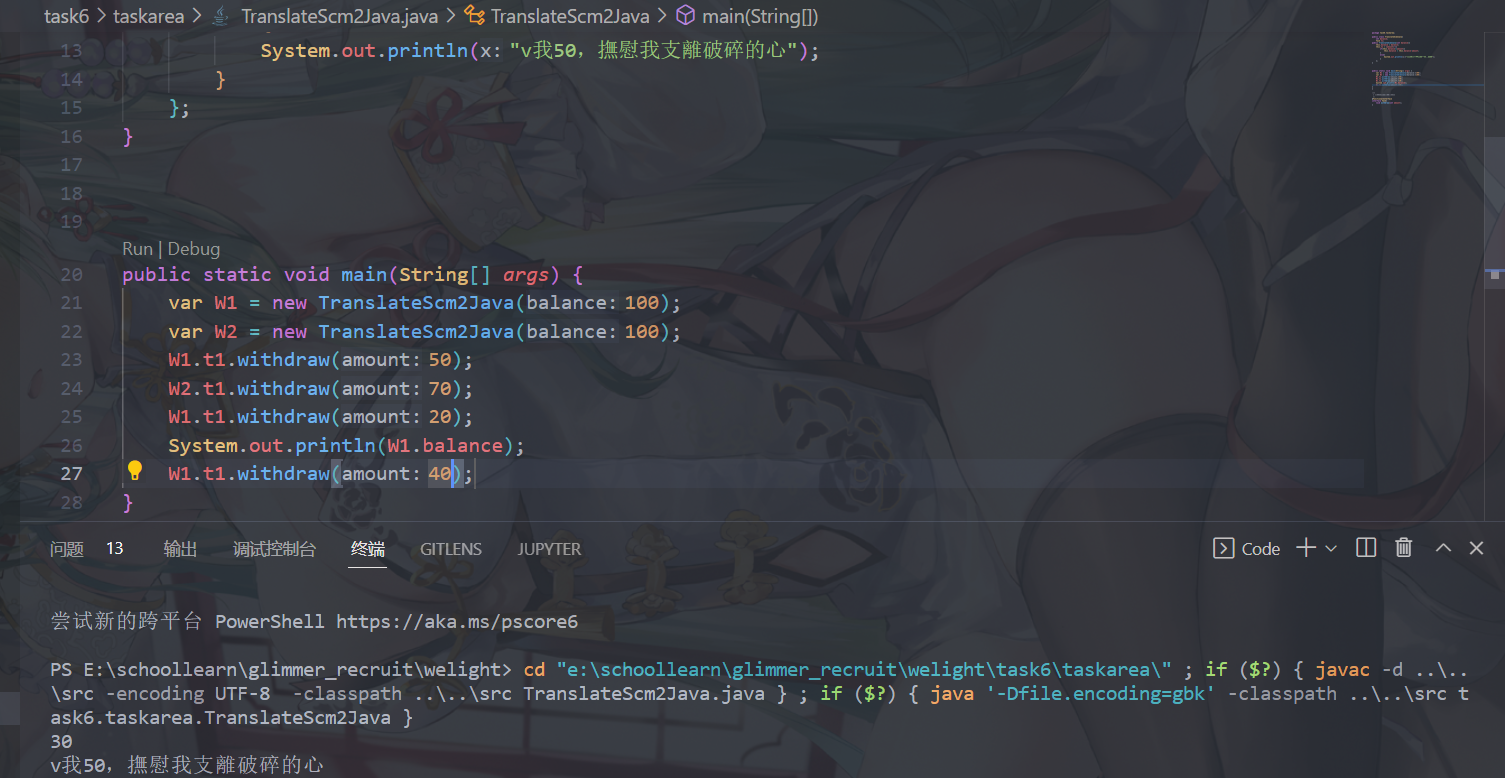 task6 > taskarea > TranslateScm2Java.java > TranslateScm2Java > main(String[])
13 System.out.println(x: "v我50，撫慰我支離破碎的心");
14 }
15 };
16 }
17
18
19
Run | Debug
20 public static void main(String[] args) {
21 var W1 = new TranslateScm2Java(balance: 100);
22 var W2 = new TranslateScm2Java(balance: 100);
23 W1.t1.withdraw(amount: 50);
24 W2.t1.withdraw(amount: 70);
25 W1.t1.withdraw(amount: 20);
26 System.out.println(W1.balance);
27 W1.t1.withdraw(amount: 40);
28 }
问题 13 输出 调试控制台 终端 GITLENS JUPYTER Code
尝试新的跨平台 PowerShell https://aka.ms/pscore6
PS E:\schoollearn\glimmer_recruit\welight> cd "e:\schoollearn\glimmer_recruit\welight\task6\taskarea\" ; if ($?) { javac -d ..\..
\src -encoding UTF-8  -classpath ..\..\src TranslateScm2Java.java } ; if ($?) { java '-Dfile.encoding=gbk' -classpath ..\..\src t
ask6.taskarea.TranslateScm2Java }
30
v我50，撫慰我支離破碎的心